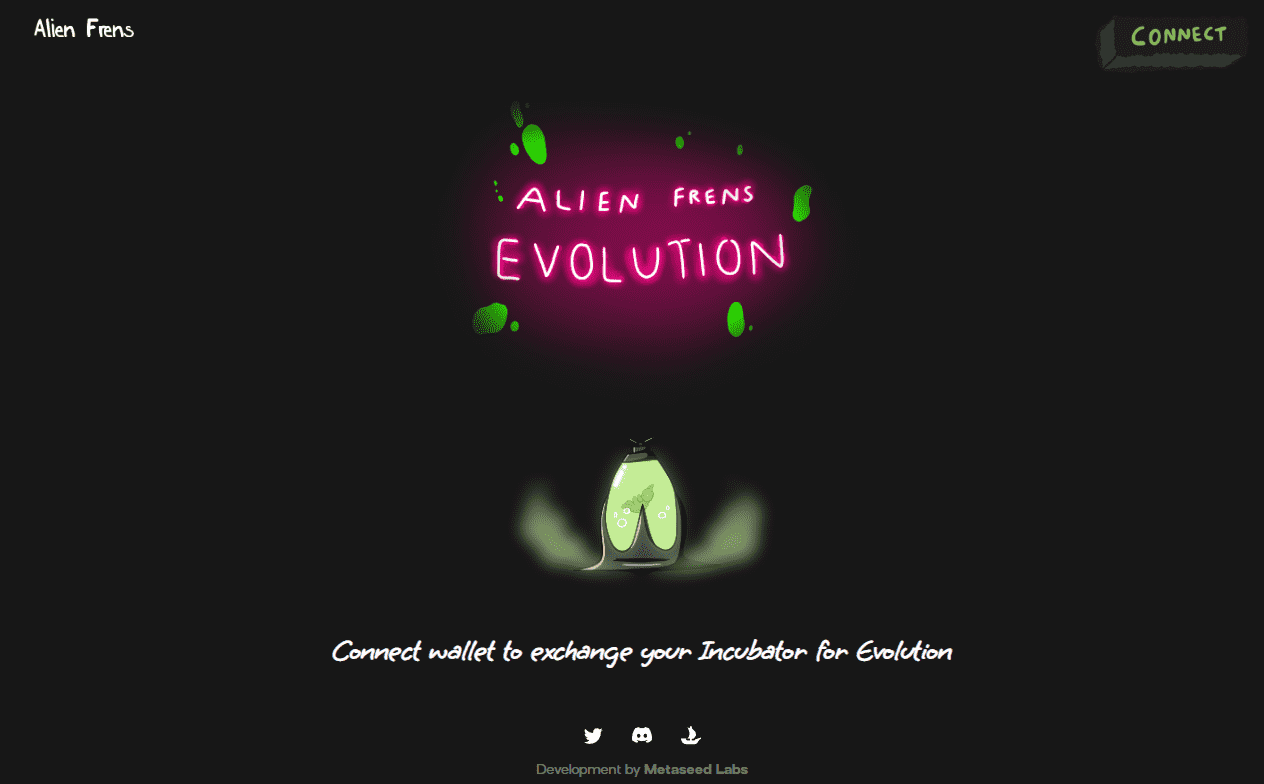 Alien Frens
CONNECT
ALIEN FRENS
EVOLUTION
Connect wallet to exchange your Incubator for Evolution
Development by Metaseed Labs